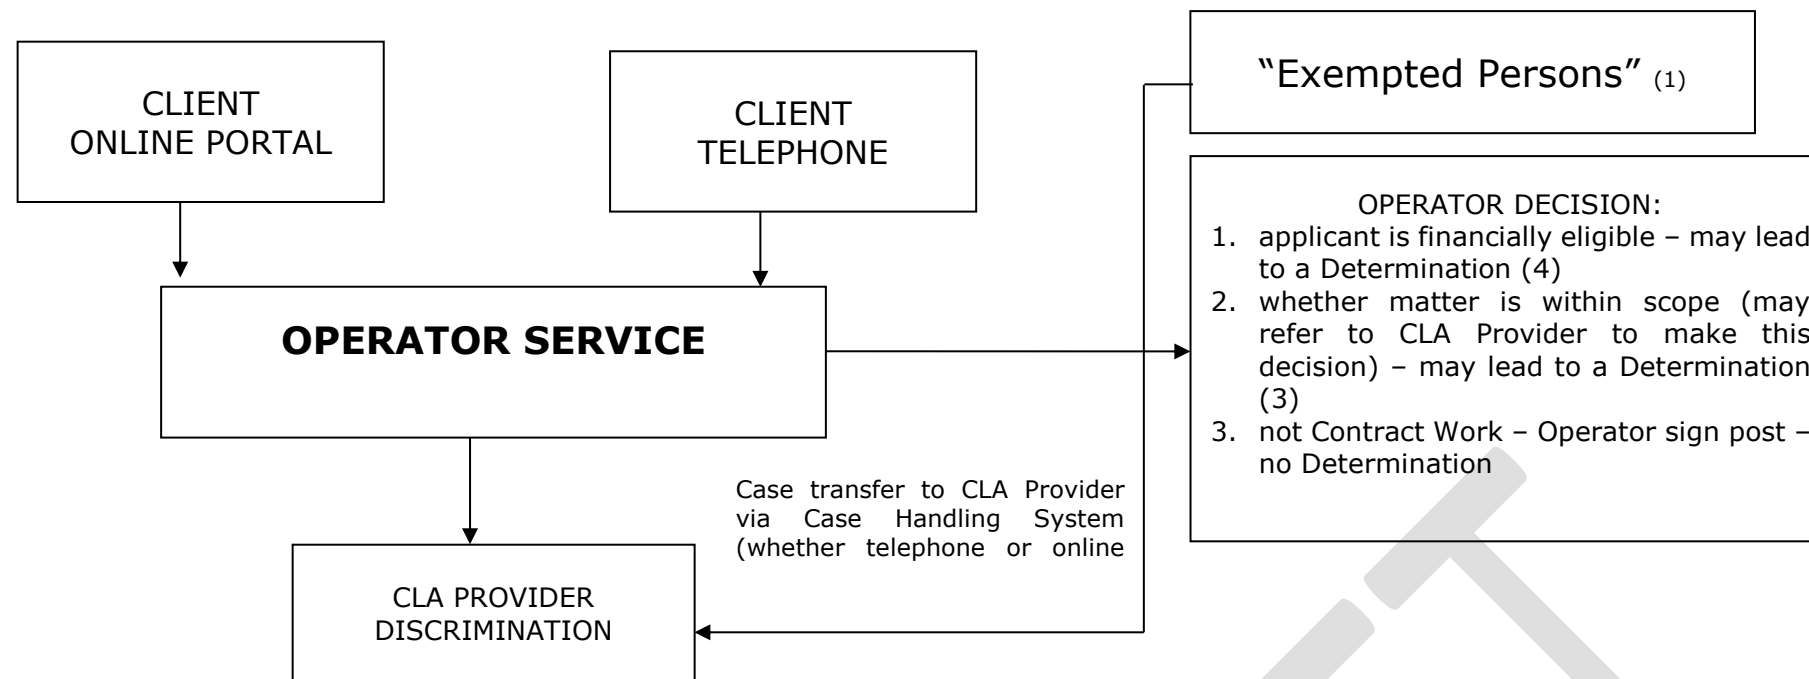 CLIENT
ONLINE PORTAL
CLIENT
TELEPHONE
“Exempted Persons” (1)
OPERATOR SERVICE
OPERATOR DECISION:
1. applicant is financially eligible – may lead
to a Determination (4)
2. whether matter is within scope (may
refer to CLA Provider to make this
decision) – may lead to a Determination
(3)
3. not Contract Work – Operator sign post –
no Determination
Case transfer to CLA Provider
via Case Handling System
(whether telephone or online
CLA PROVIDER
DISCRIMINATION